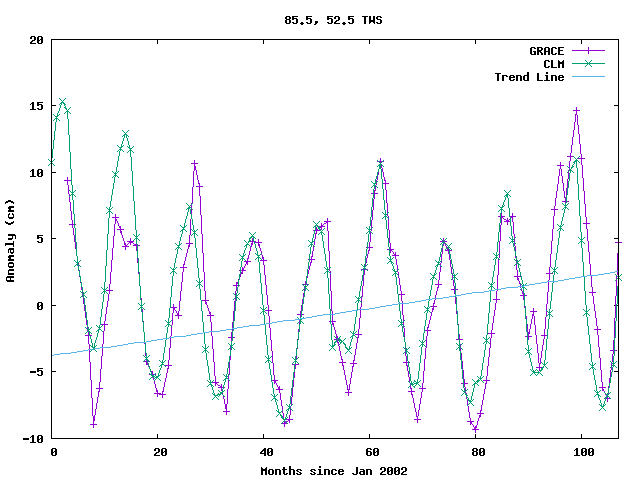 85.5, 52.5 TWS
GRACE
CLM
Trend Line
20
15
10
5
0
-5
-10
Anomaly (cm)
0 20 40 60 80 100
Months since Jan 2002